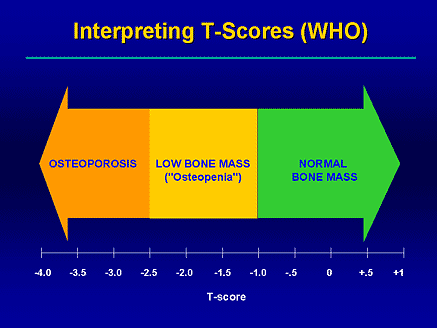 Interpreting T-Scores (WHO)
OSTEOPOROSIS
LOW BONE MASS
("Osteopenia")
NORMAL
BONE MASS
-4.0 -3.5 -3.0 -2.5 -2.0 -1.5 -1.0 -.5 0 +.5 +1
T-score